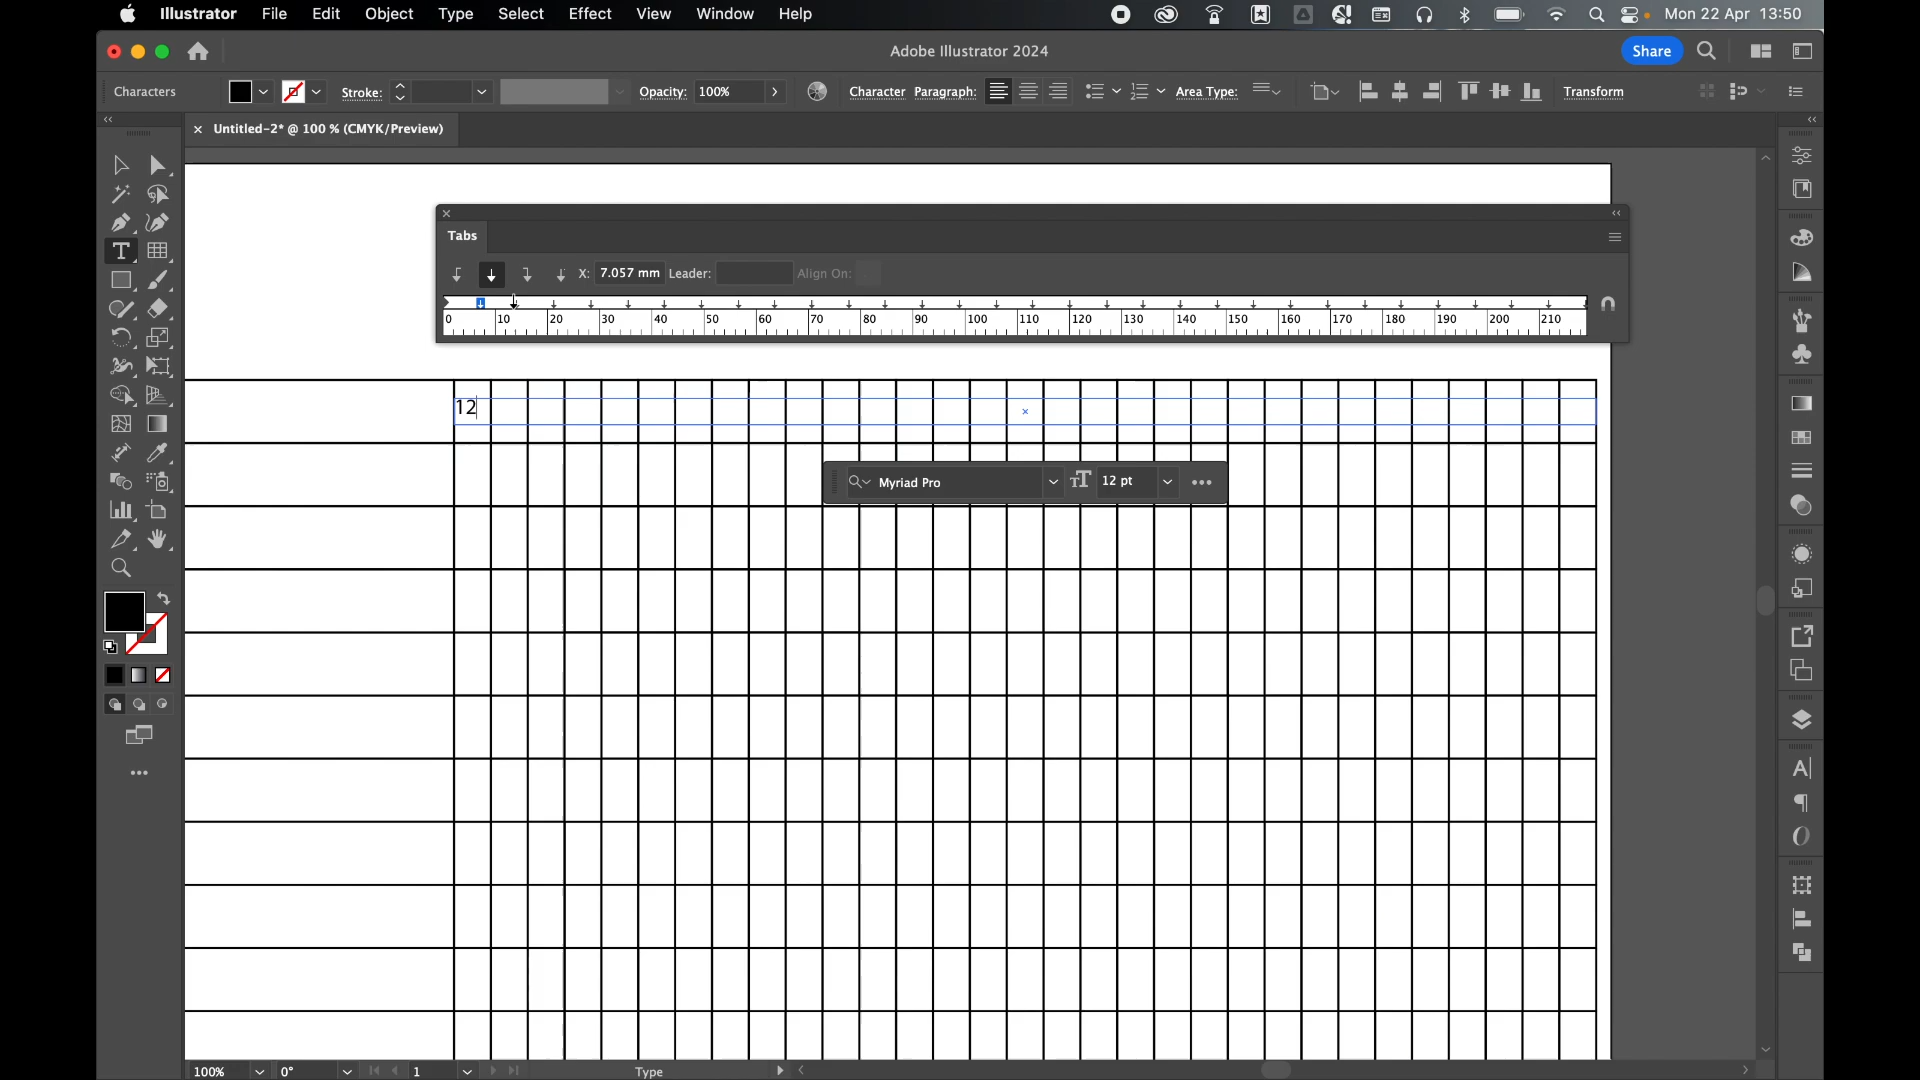 Illustrator File Edit Object Type Select Effect View Window Help Mon 22 Apr 13:50
Adobe Illustrator 2024 Share
Characters Stroke: Opacity: 100% Character Paragraph: Area Type: Transform
Untitled-2* @ 100 % (CMYK/Preview)
Tabs
X: 7.057 mm Leader: Align On:
0 10 20 30 40 50 60 70 80 90 100 110 120 130 140 150 160 170 180 190 200 210
12
Myriad Pro 12 pt
100% 0° 1 Type